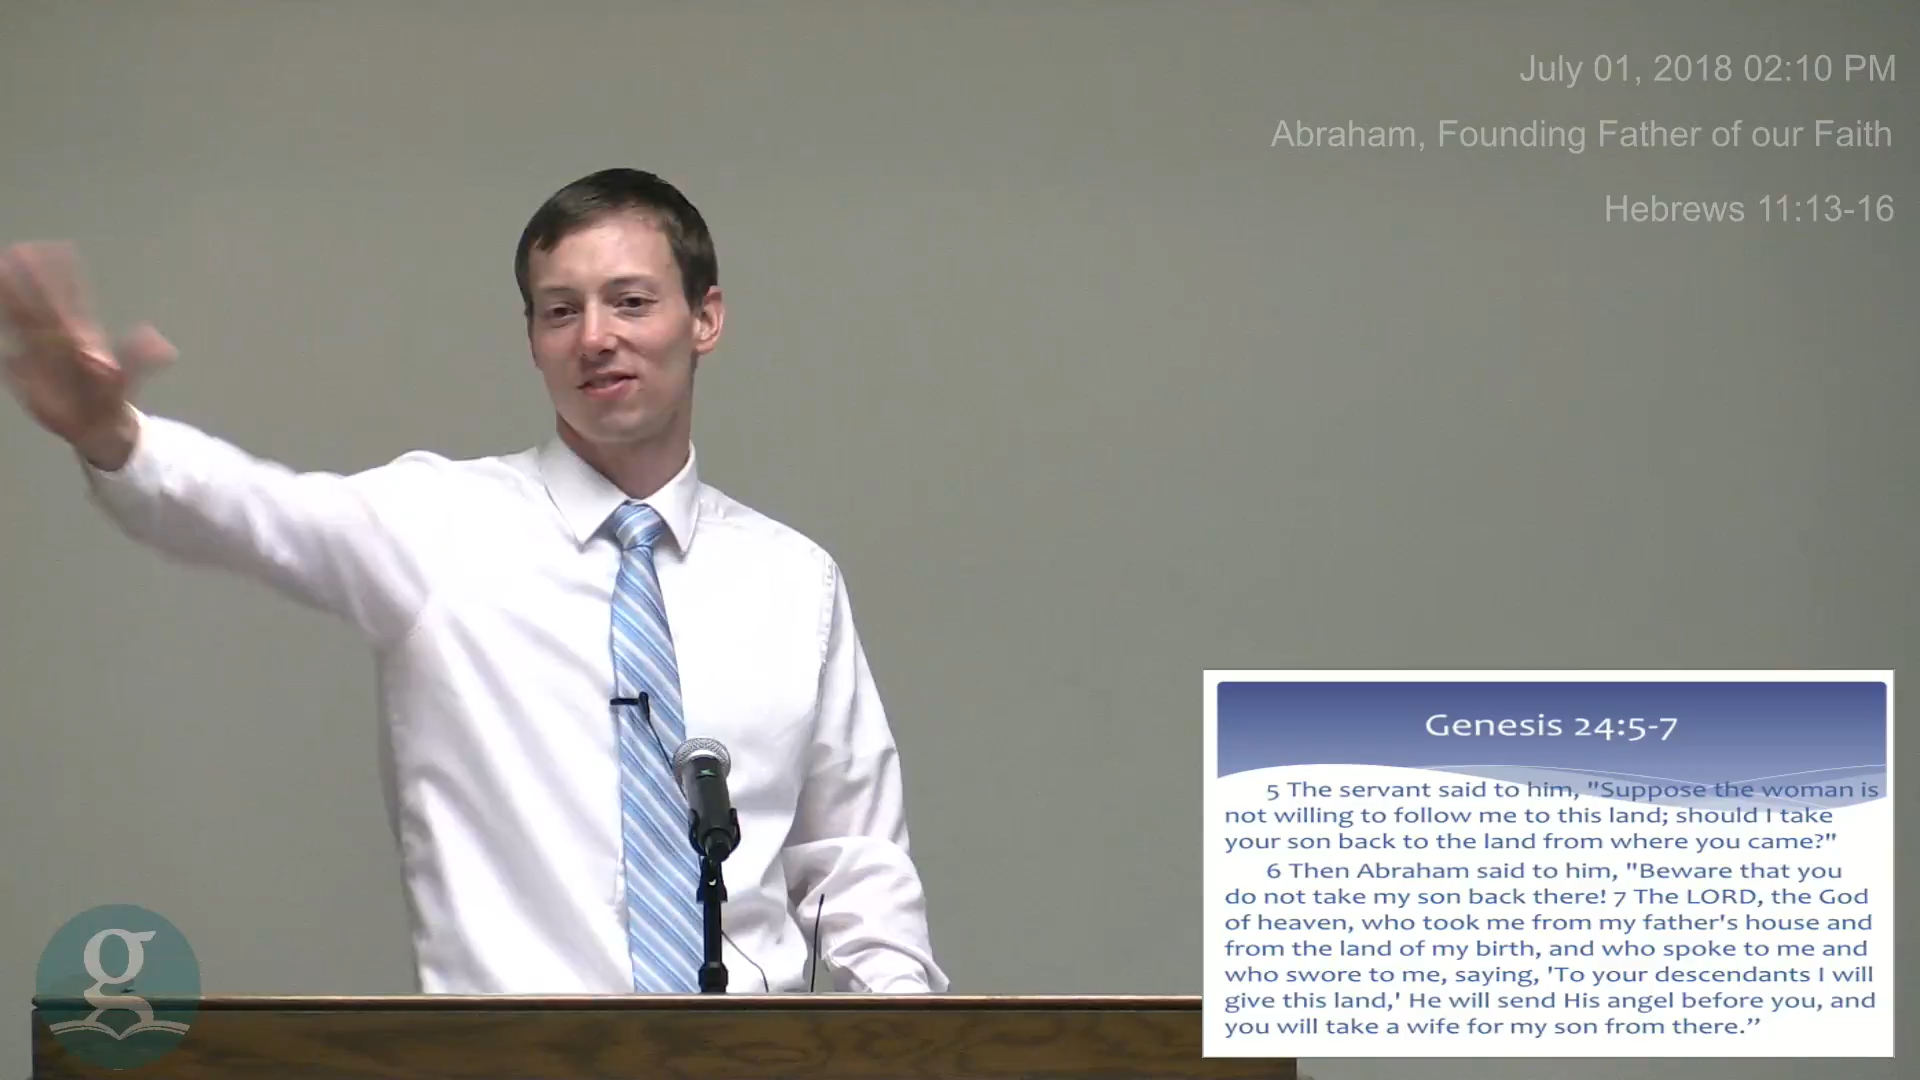 July 01, 2018 02:10 PM
Abraham, Founding Father of our Faith
Hebrews 11:13-16
Genesis 24:5-7
5 The servant said to him, "Suppose the woman is
not willing to follow me to this land; should I take
your son back to the land from where you came?"
6 Then Abraham said to him, "Beware that you
do not take my son back there! 7 The LORD, the God
of heaven, who took me from my father's house and
from the land of my birth, and who spoke to me and
who swore to me, saying, 'To your descendants I will
give this land,' He will send His angel before you, and
you will take a wife for my son from there.”
g